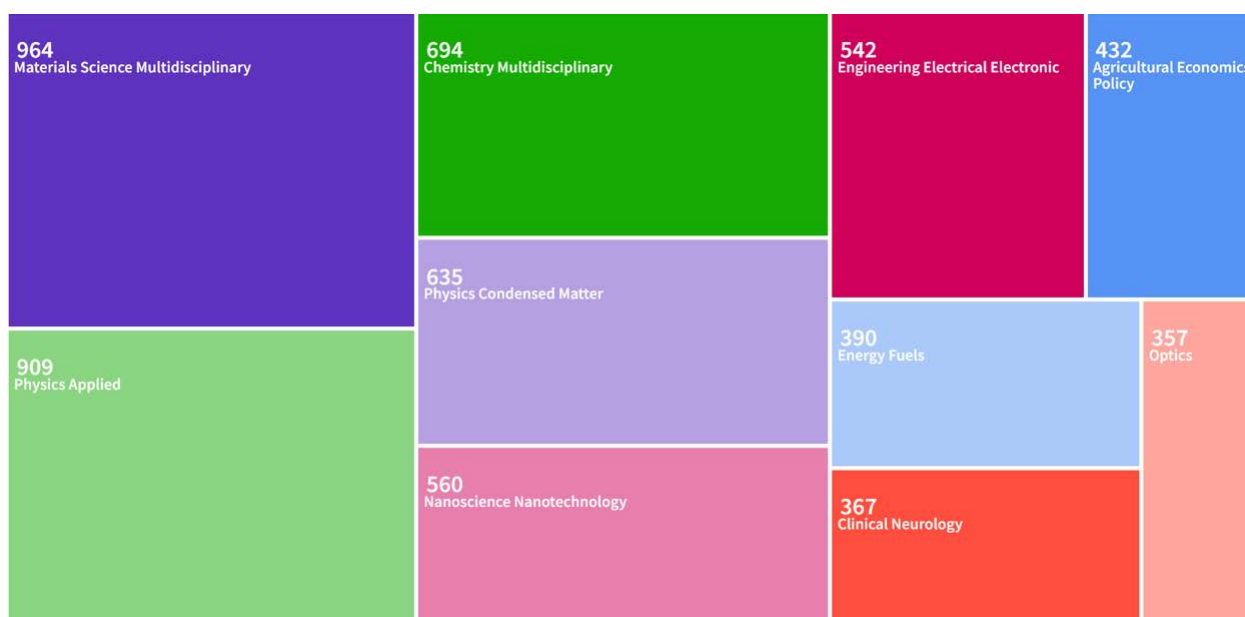 964
Materials Science Multidisciplinary
909
Physics Applied
694
Chemistry Multidisciplinary
635
Physics Condensed Matter
560
Nanoscience Nanotechnology
542
Engineering Electrical Electronic
432
Agricultural Economics
Policy
390
Energy Fuels
367
Clinical Neurology
357
Optics